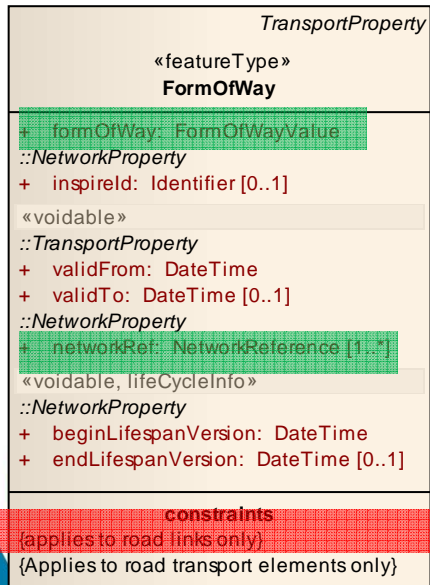 TransportProperty
«featureType»
FormOfWay
+ formOfWay: FormOfWayValue
::NetworkProperty
+ inspireId: Identifier [0..1]
«voidable»
::TransportProperty
+ validFrom: DateTime
+ validTo: DateTime [0..1]
::NetworkProperty
+ networkRef: NetworkReference [1..*]
«voidable, lifeCycleInfo»
::NetworkProperty
+ beginLifespanVersion: DateTime
+ endLifespanVersion: DateTime [0..1]
constraints
{applies to road links only}
{Applies to road transport elements only}